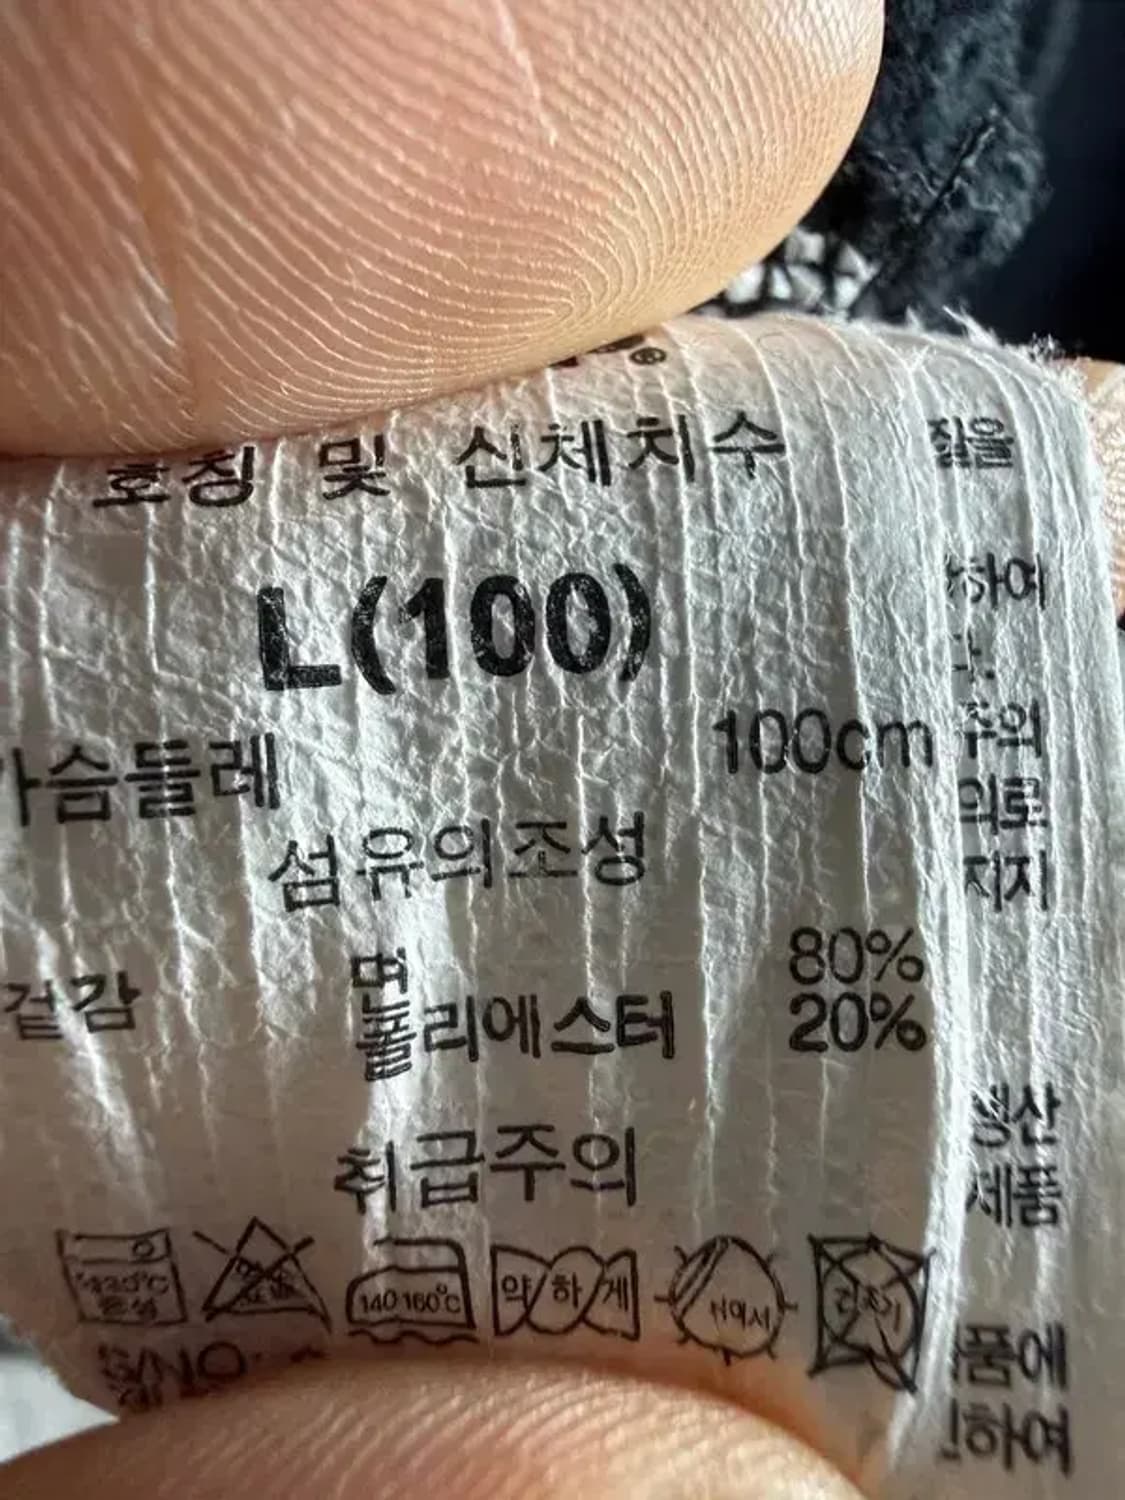 ®
호칭 및 신체치수
L(100)
가슴둘레 100cm
섬유의조성
겉감 면 80%
폴리에스터 20%
취급주의
140 160℃ 약하게 건조기
S/NO
질을
하여
주의
의로
지지
생산
제품
품에
하여